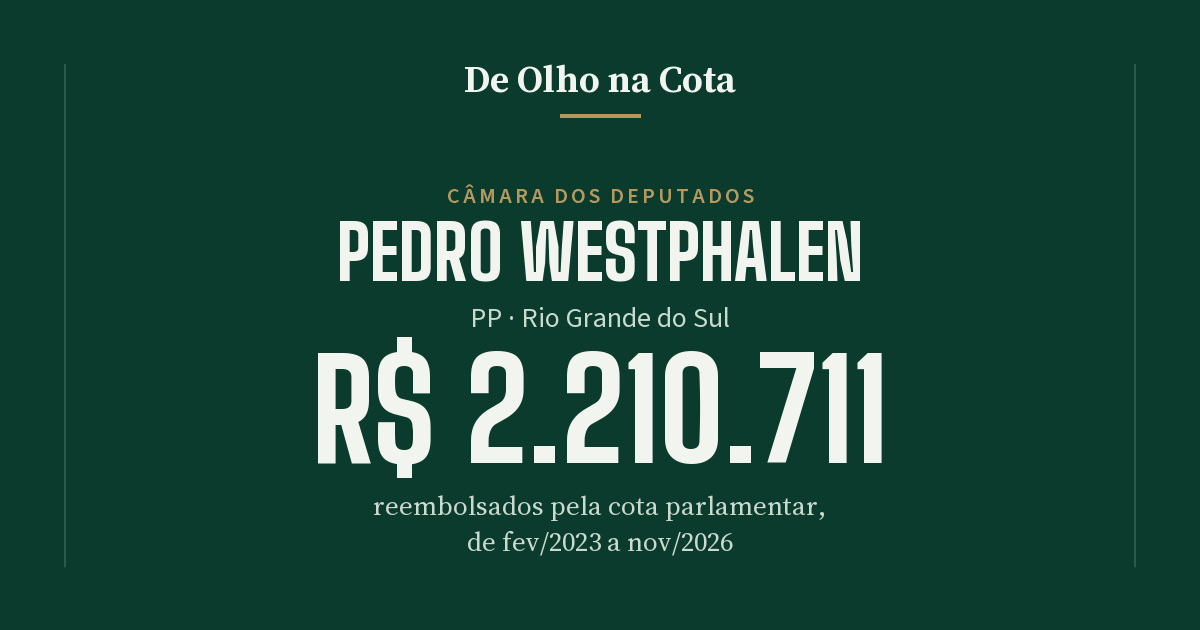 De Olho na Cota
CÂMARA DOS DEPUTADOS
PEDRO WESTPHALEN
PP · Rio Grande do Sul
R$ 2.210.711
reembolsados pela cota parlamentar,
de fev/2023 a nov/2026